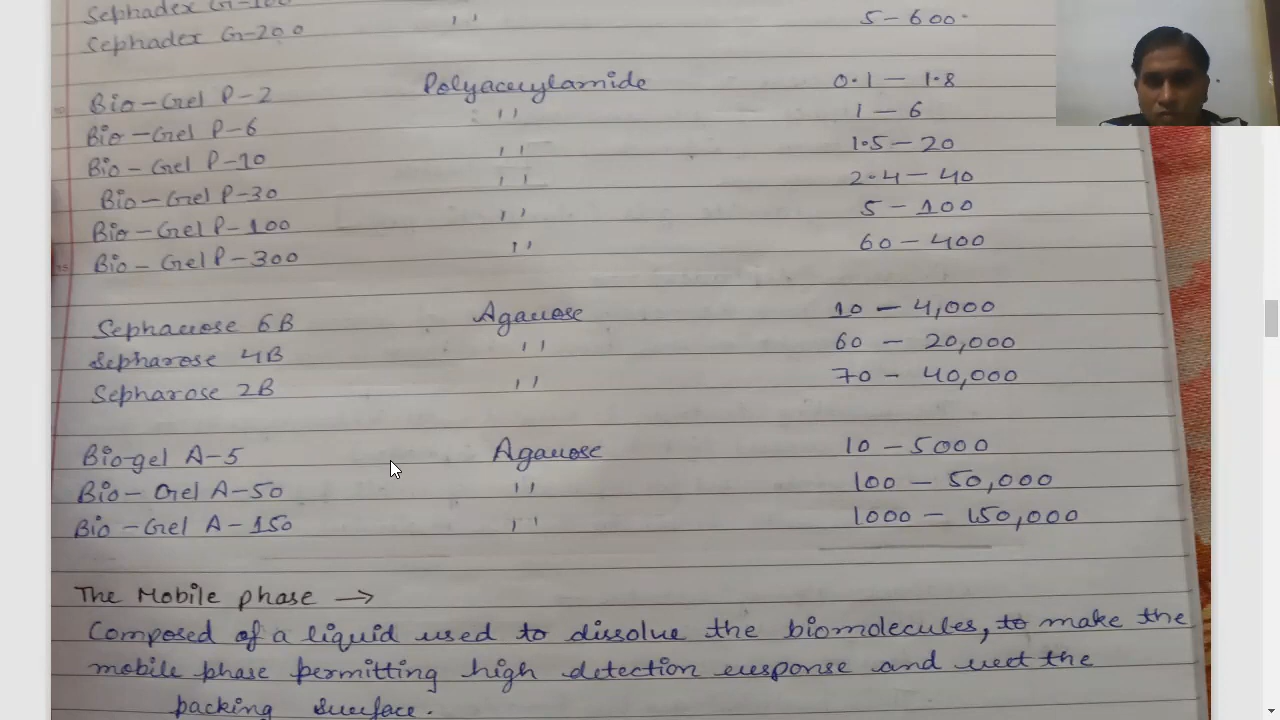 Sephadex G-100
Sephadex G-200 '' 5-600.
Bio-Gel P-2 Polyacrylamide 0.1 - 1.8
Bio-Gel P-6 '' 1 - 6
Bio-Gel P-10 '' 1.5 - 20
Bio-Gel P-30 '' 2.4 - 40
Bio-Gel P-100 '' 5 - 100
Bio-Gel P-300 '' 60 - 400
Sepharose 6B Agarose 10 - 4,000
Sepharose 4B '' 60 - 20,000
Sepharose 2B '' 70 - 40,000
Biogel A-5 Agarose 10 - 5000
Bio-Gel A-50 '' 100 - 50,000
Bio-Gel A-150 '' 1000 - 150,000
The Mobile phase →
Composed of a liquid used to dissolve the biomolecules, to make the
mobile phase permitting high detection response and wet the
packing surface.